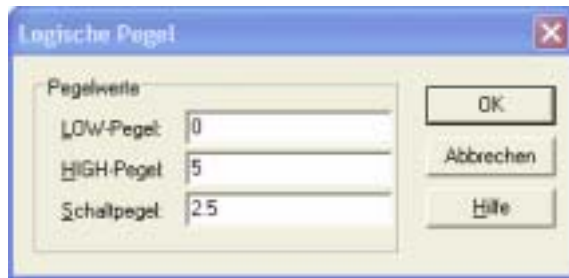 Logische Pegel
Pegelwerte
LOW-Pegel: 0
HIGH-Pegel: 5
Schaltpegel: 2.5
OK
Abbrechen
Hilfe